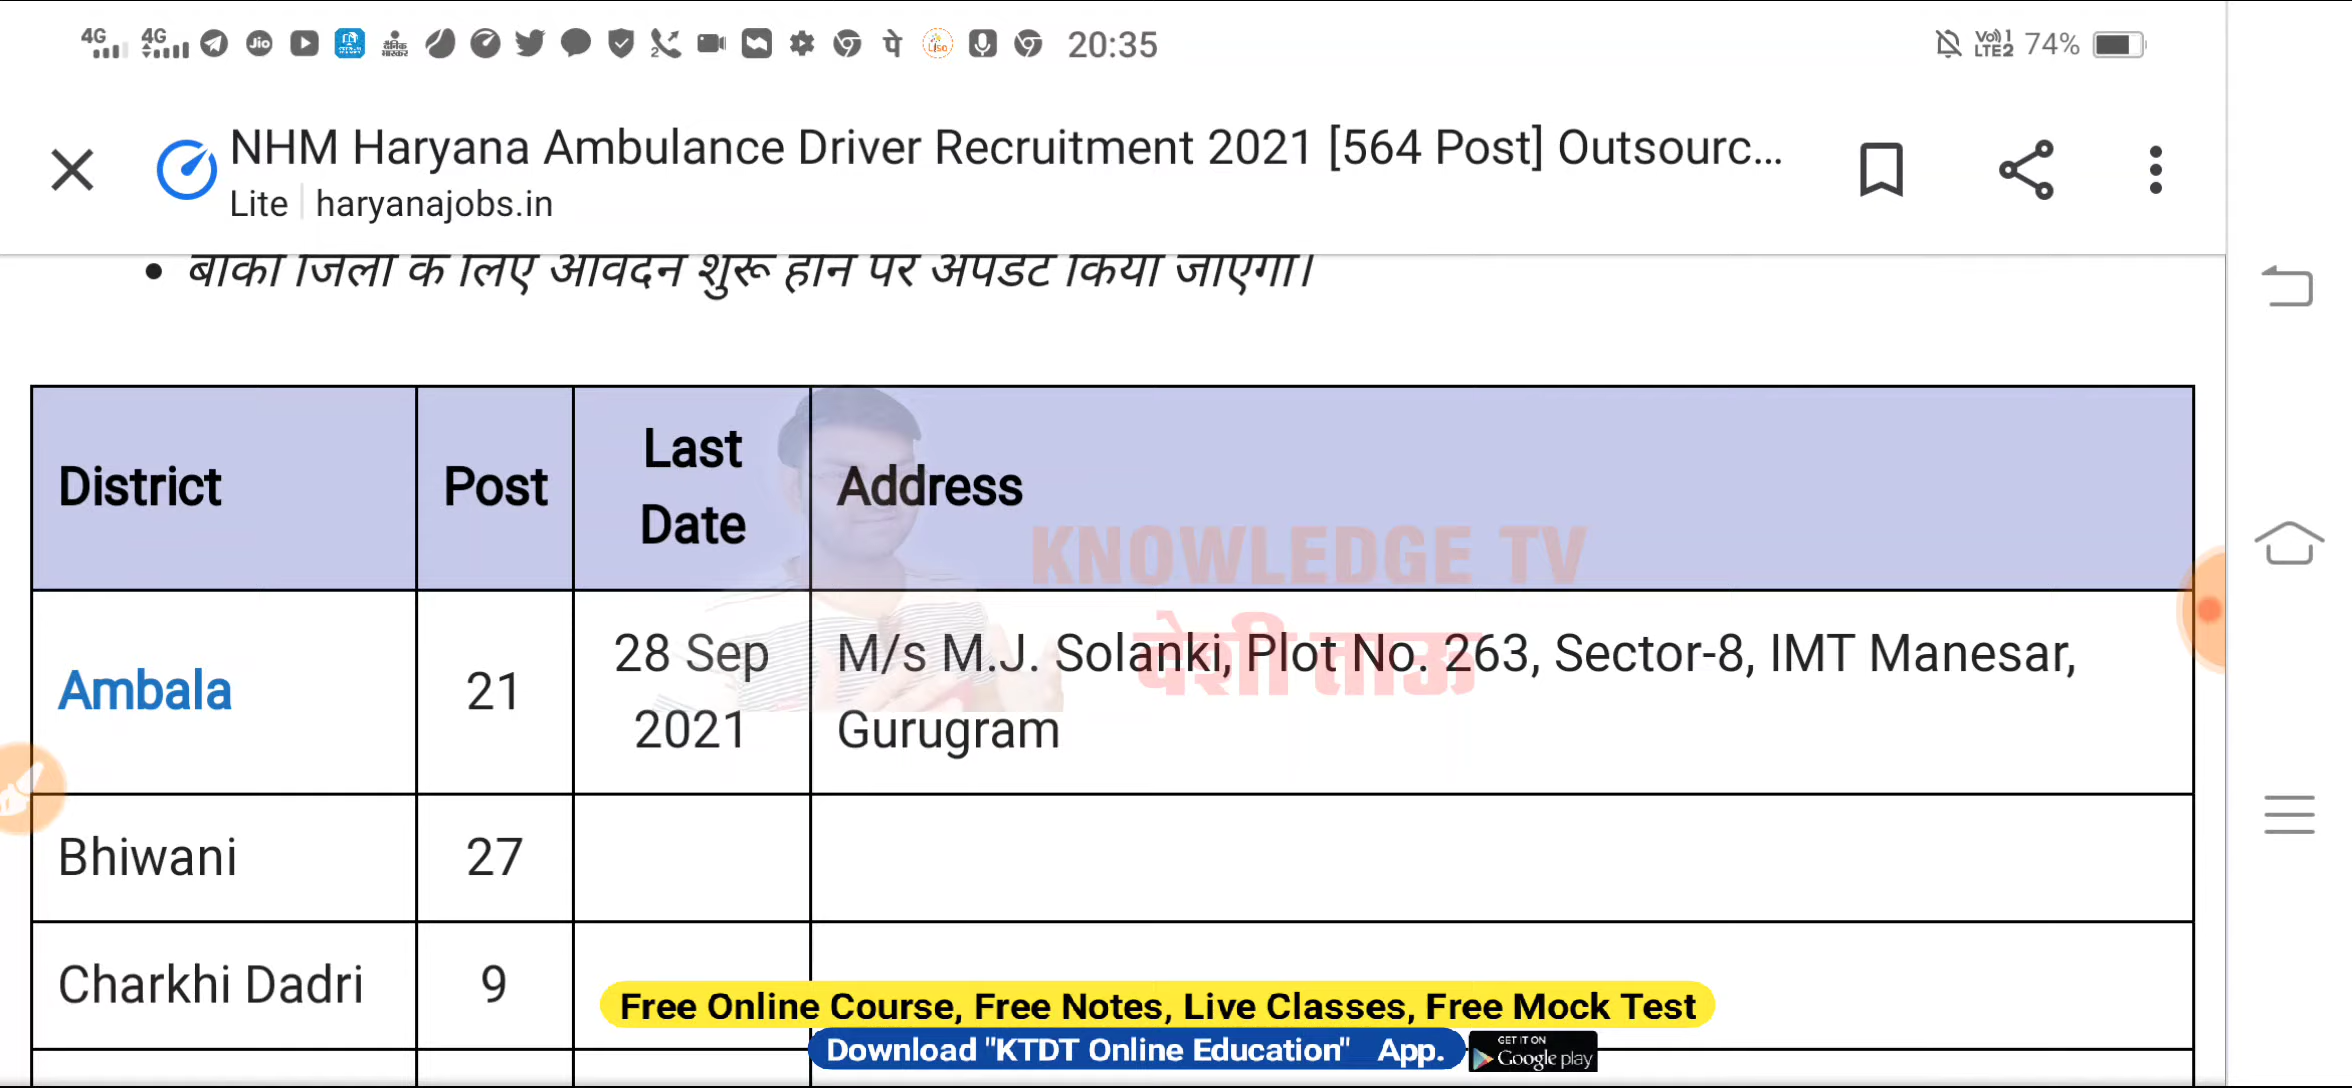 4G 4G 20:35 Vo)) 1 LTE2 74%
NHM Haryana Ambulance Driver Recruitment 2021 [564 Post] Outsourc...
Lite haryanajobs.in
• बाकी जिलों के लिए आवेदन शुरू होने पर अपडेट किया जाएगा।
District Post Last Date Address
KNOWLEDGE TV
देशी ताऊ
Ambala 21 28 Sep 2021 M/s M.J. Solanki, Plot No. 263, Sector-8, IMT Manesar,
Gurugram
Bhiwani 27
Charkhi Dadri 9
Free Online Course, Free Notes, Live Classes, Free Mock Test
Download "KTDT Online Education" App.
GET IT ON
Google play